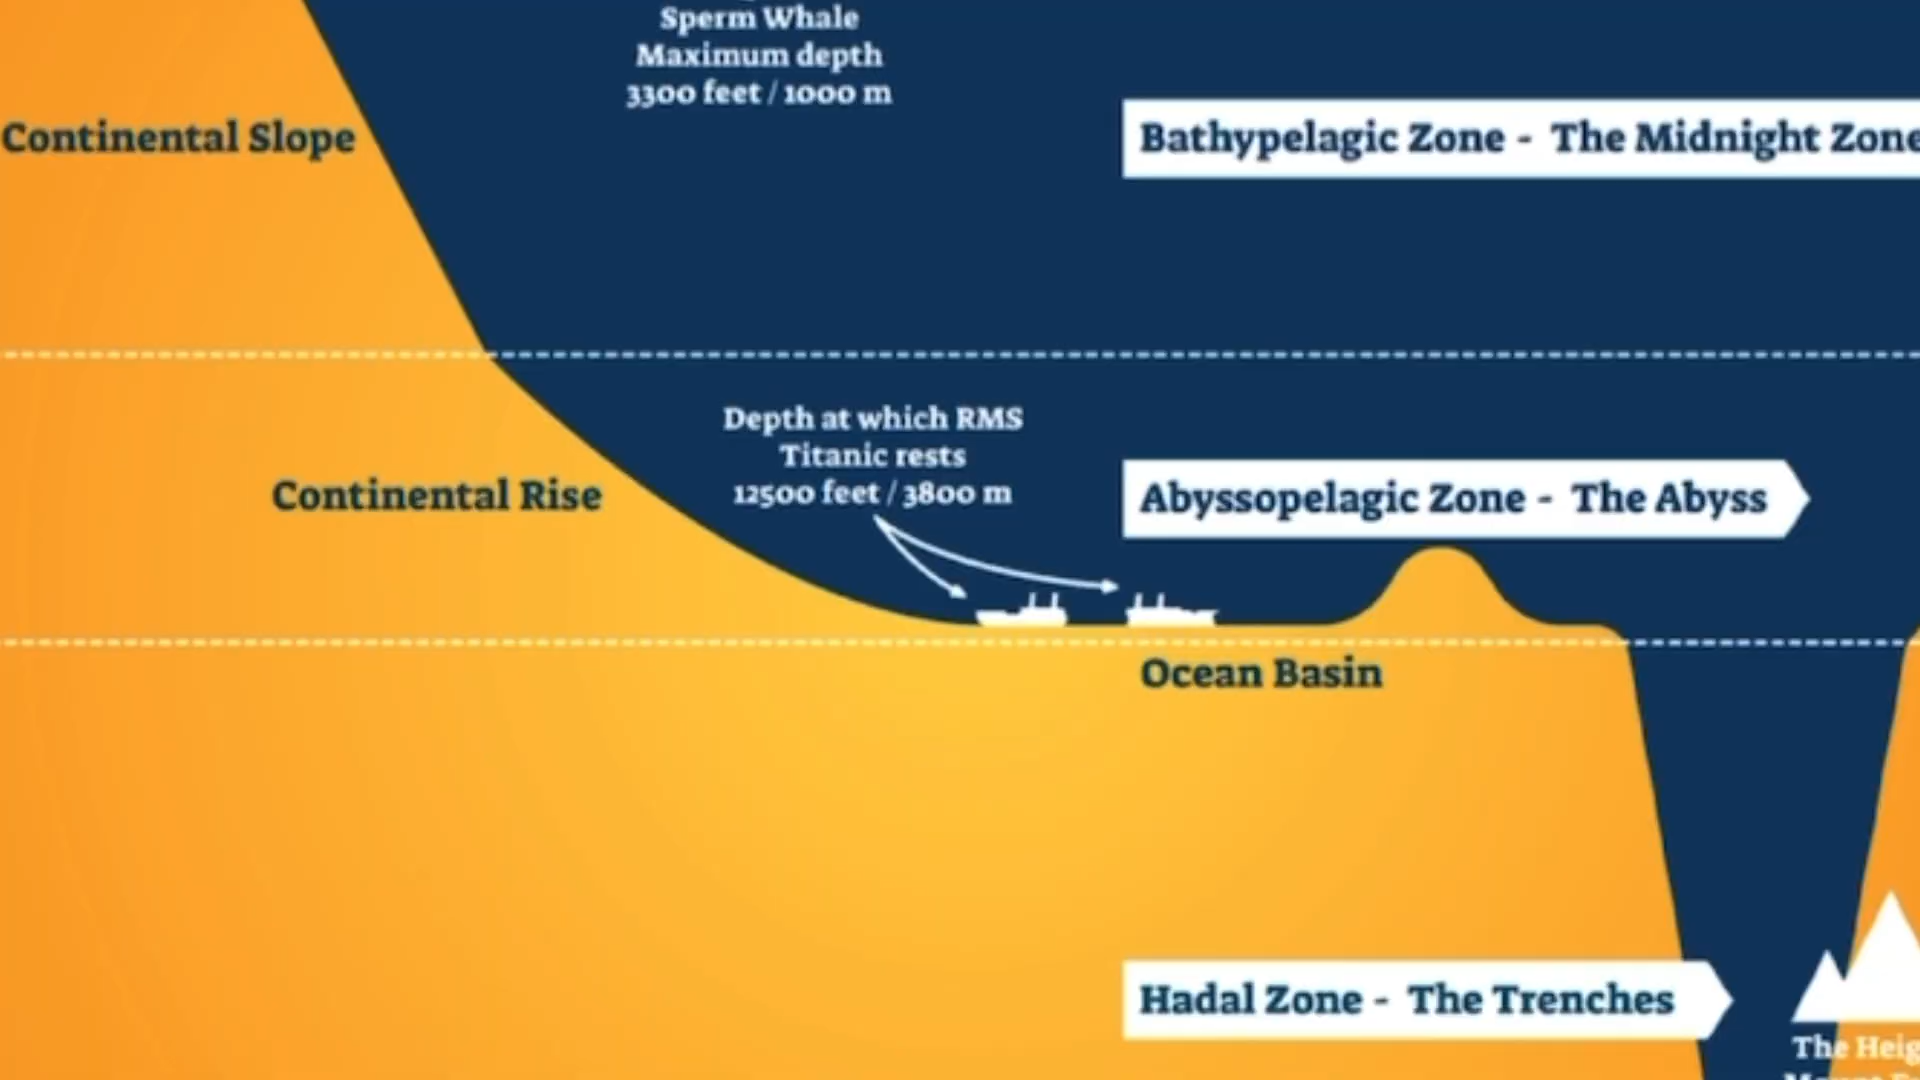 Sperm Whale
Maximum depth
3300 feet / 1000 m
Continental Slope
Bathypelagic Zone - The Midnight Zone
Depth at which RMS
Titanic rests
12500 feet / 3800 m
Continental Rise
Abyssopelagic Zone - The Abyss
Ocean Basin
Hadal Zone - The Trenches
The